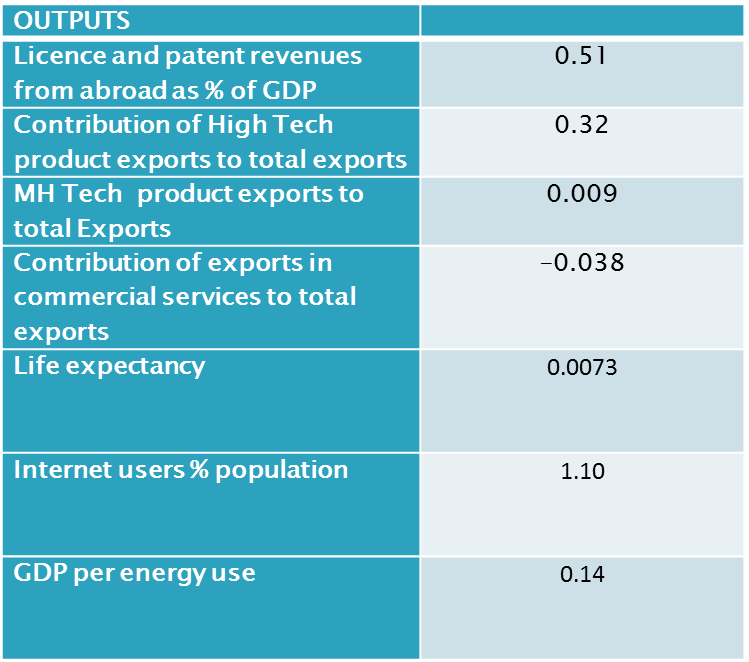 OUTPUTS
Licence and patent revenues
from abroad as % of GDP
0.51
Contribution of High Tech
product exports to total exports
0.32
MH Tech product exports to
total Exports
0.009
Contribution of exports in
commercial services to total
exports
-0.038
Life expectancy
0.0073
Internet users % population
1.10
GDP per energy use
0.14